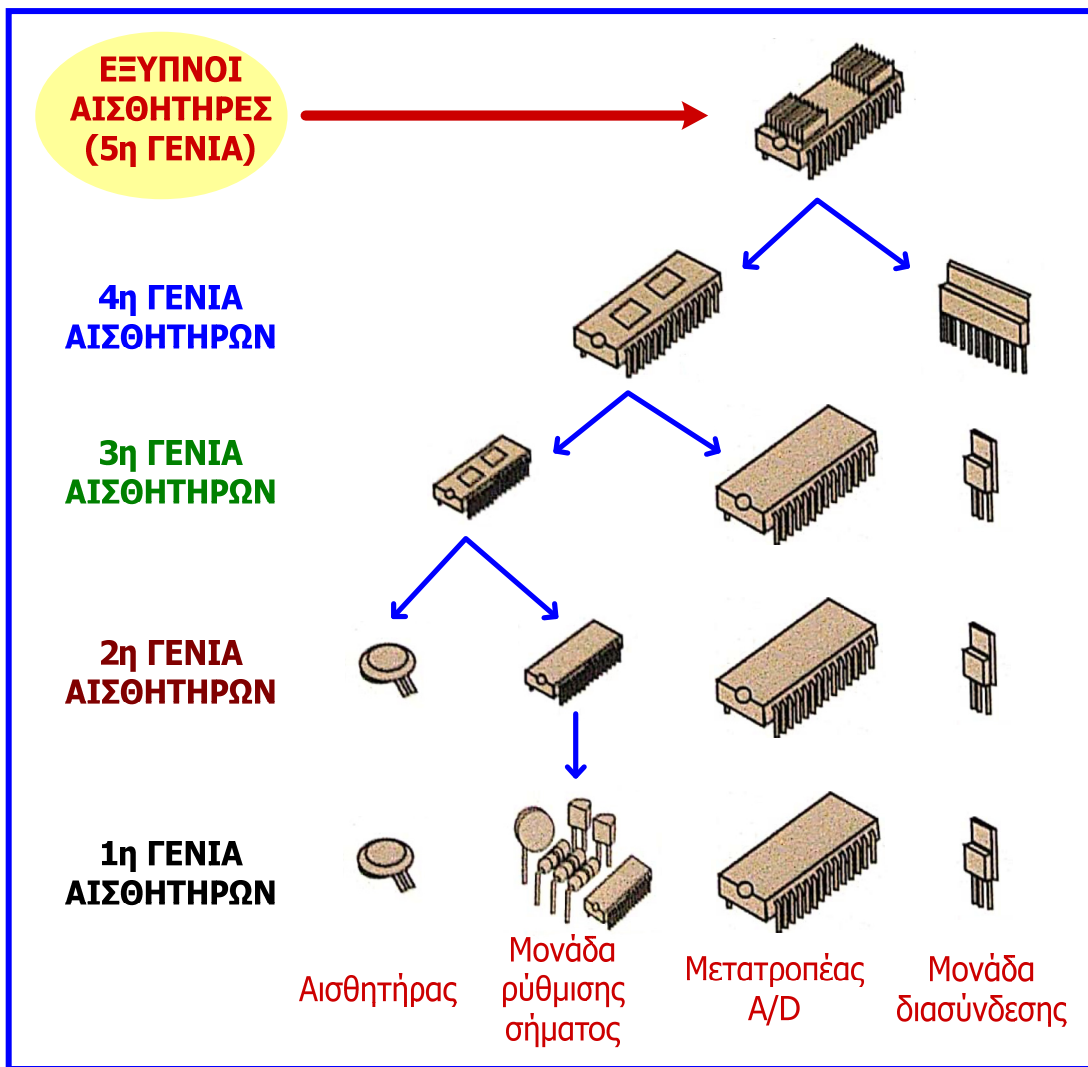 ΕΞΥΠΝΟΙ
ΑΙΣΘΗΤΗΡΕΣ
(5η ΓΕΝΙΑ)
4η ΓΕΝΙΑ
ΑΙΣΘΗΤΗΡΩΝ
3η ΓΕΝΙΑ
ΑΙΣΘΗΤΗΡΩΝ
2η ΓΕΝΙΑ
ΑΙΣΘΗΤΗΡΩΝ
1η ΓΕΝΙΑ
ΑΙΣΘΗΤΗΡΩΝ
Αισθητήρας
Μονάδα
ρύθμισης
σήματος
Μετατροπέας
A/D
Μονάδα
διασύνδεσης